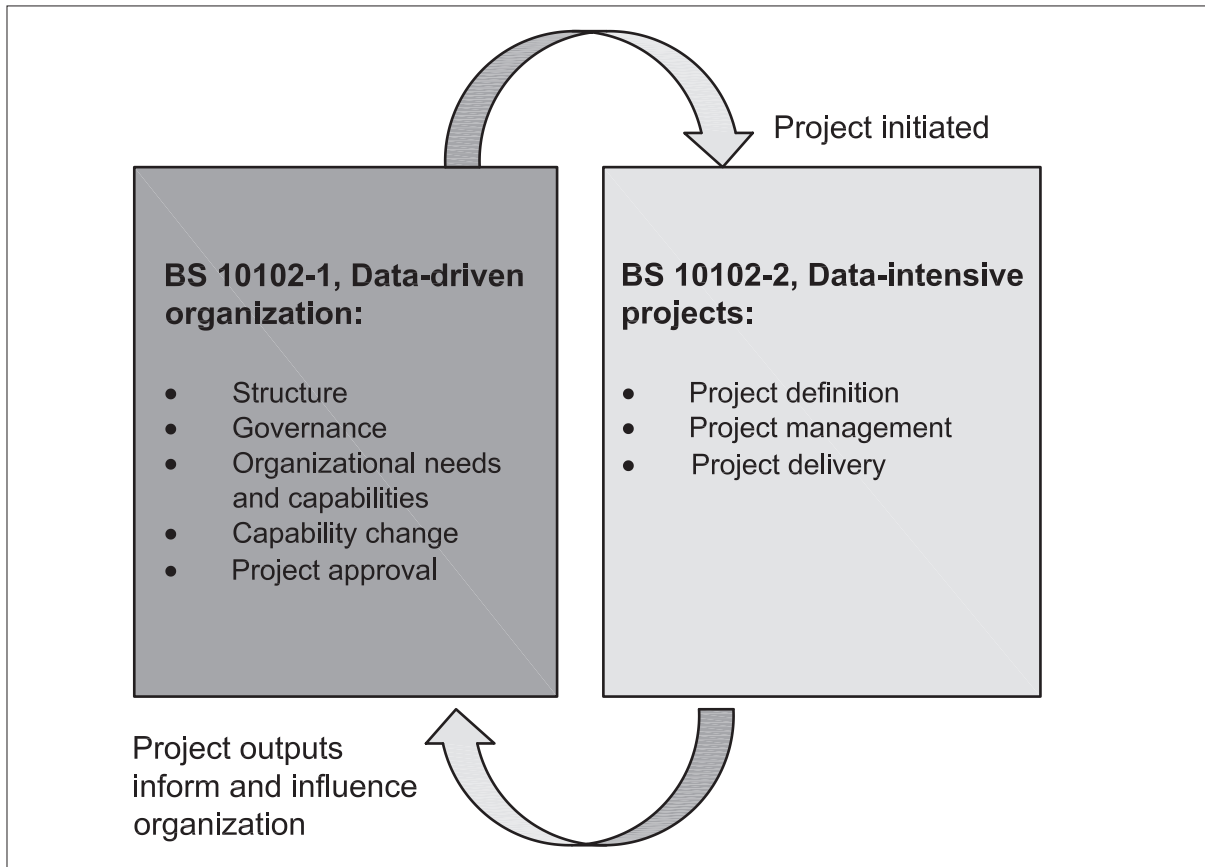 Project initiated
BS 10102-1, Data-driven
organization:
• Structure
• Governance
• Organizational needs
and capabilities
• Capability change
• Project approval
BS 10102-2, Data-intensive
projects:
• Project definition
• Project management
• Project delivery
Project outputs
inform and influence
organization